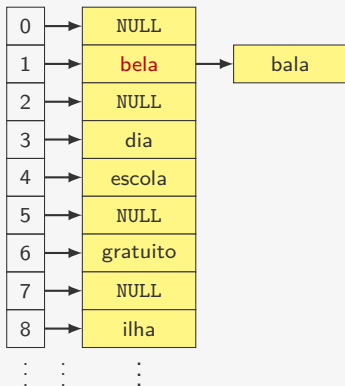 0 NULL
1 bela bala
2 NULL
3 dia
4 escola
5 NULL
6 gratuito
7 NULL
8 ilha